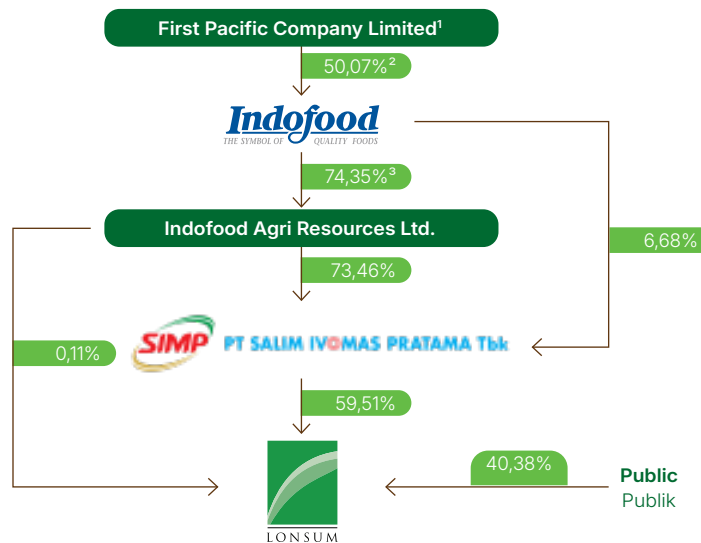 First Pacific Company Limited¹
50,07%²
Indofood
THE SYMBOL OF QUALITY FOODS
74,35%³
Indofood Agri Resources Ltd.
6,68%
73,46%
SIMP PT SALIM IVOMAS PRATAMA Tbk
0,11%
59,51%
40,38%
Public
Publik
LONSUM